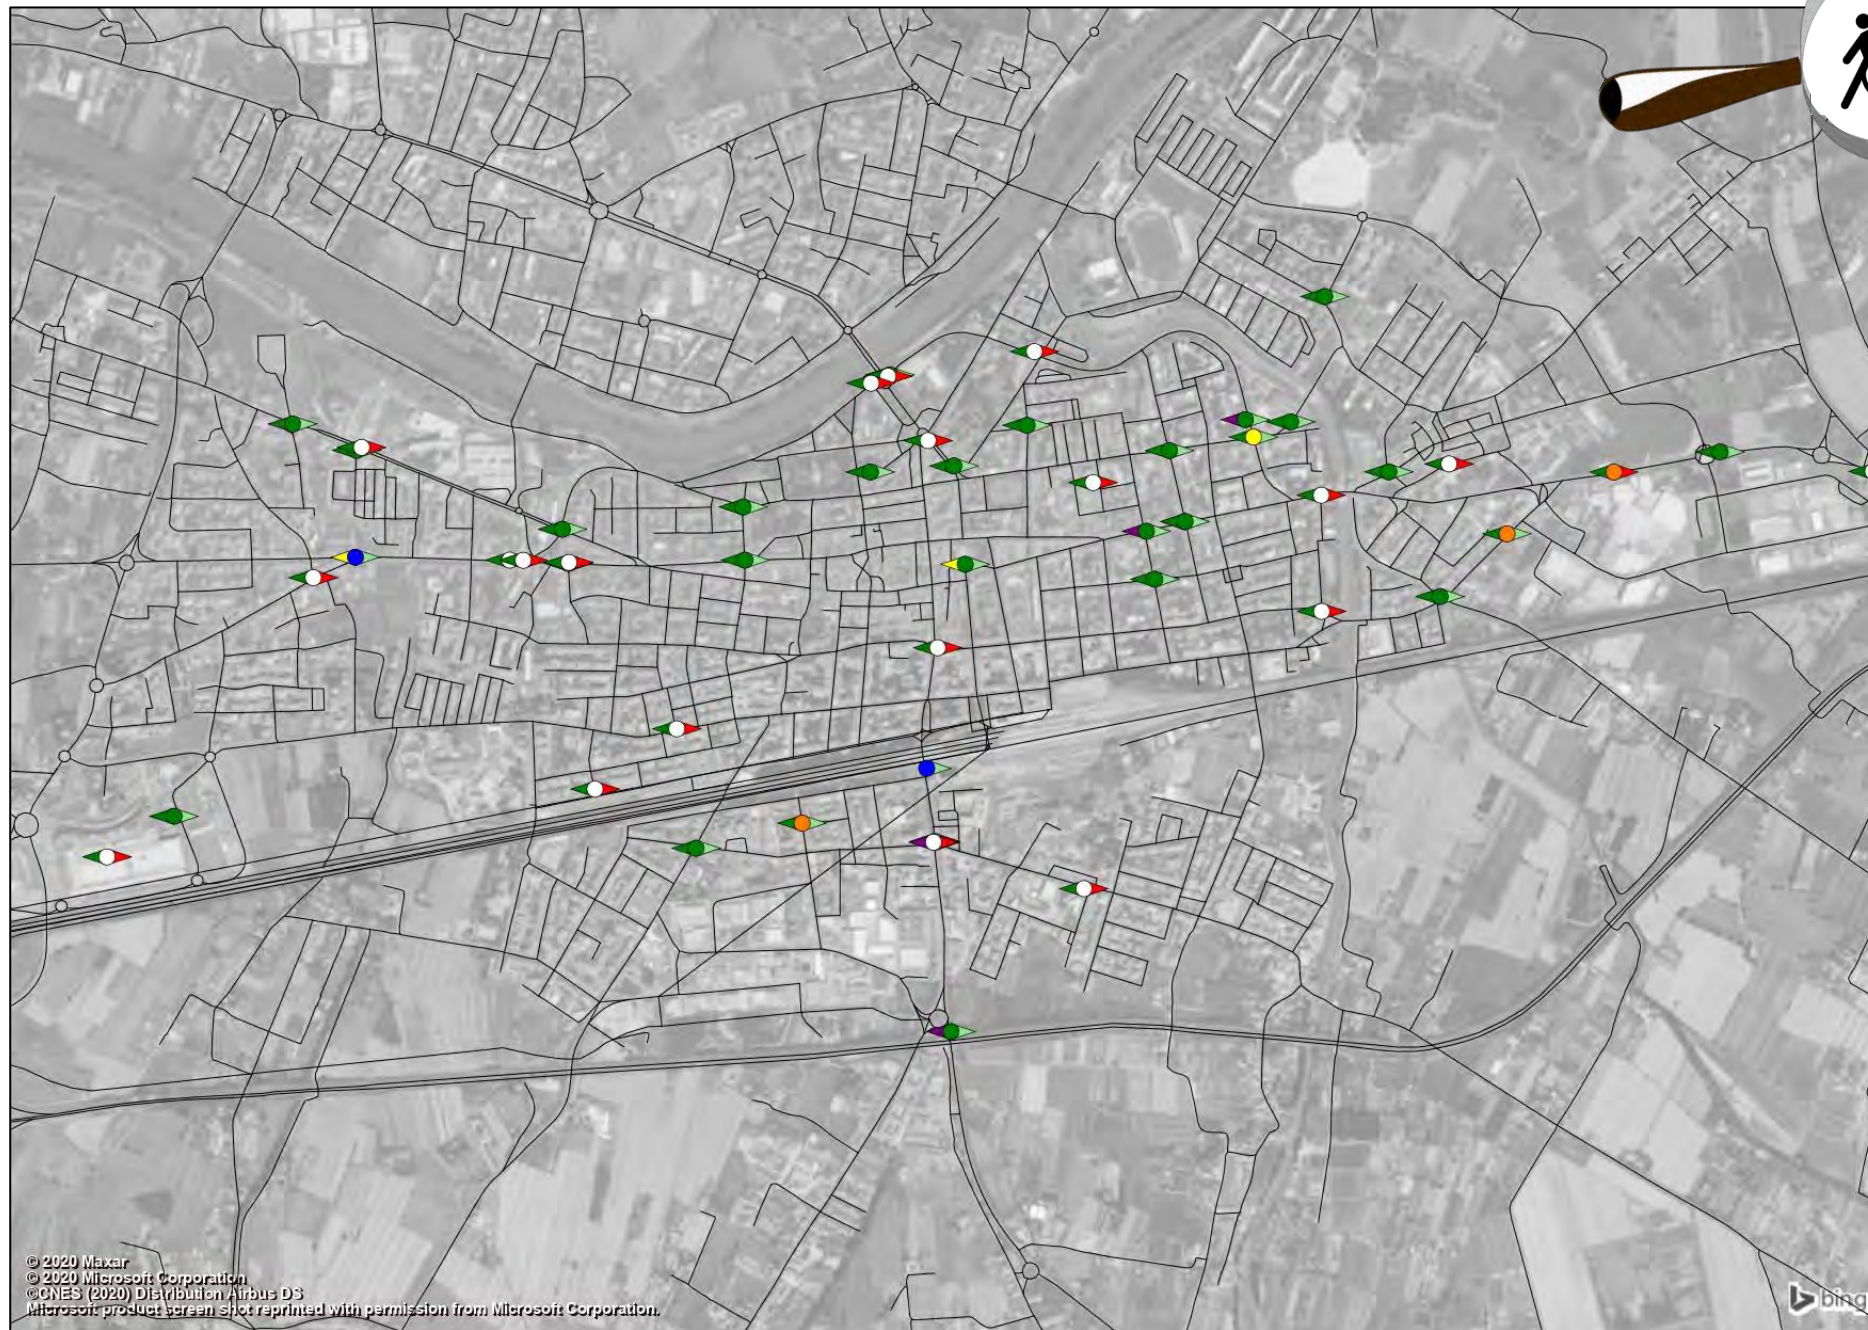 © 2020 Maxar
© 2020 Microsoft Corporation
©CNES (2020) Distribution Airbus DS
Microsoft product screen shot reprinted with permission from Microsoft Corporation.
bing